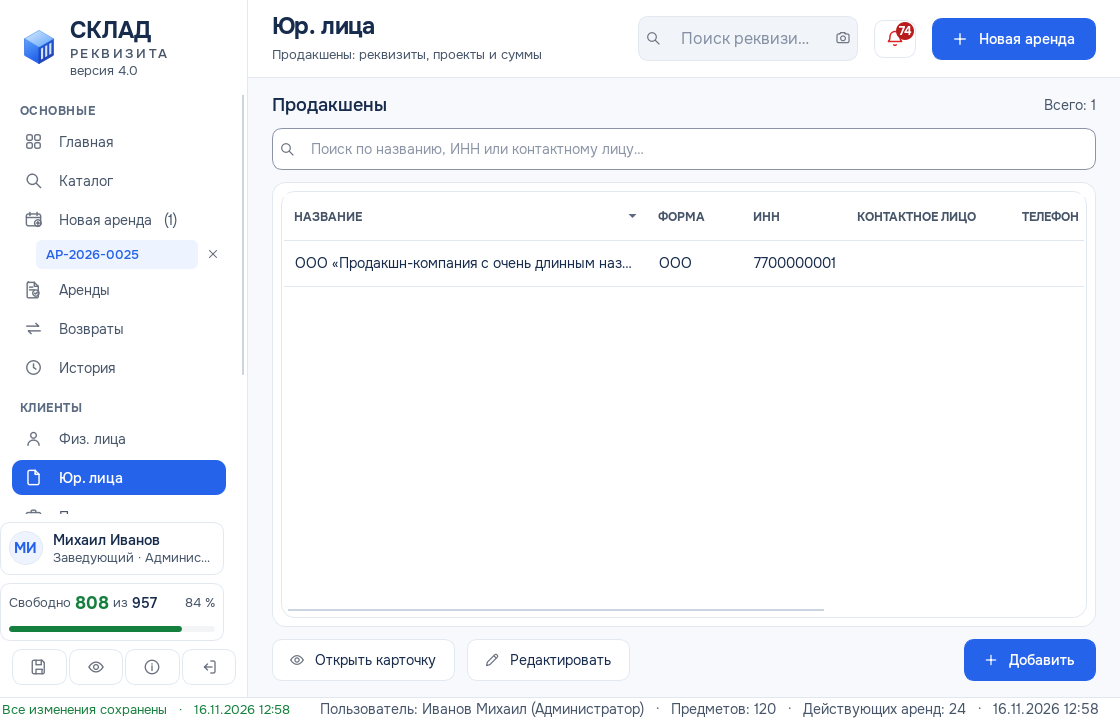 СКЛАД
РЕКВИЗИТА
версия 4.0
ОСНОВНЫЕ
Главная
Каталог
Новая аренда (1)
АР-2026-0025
Аренды
Возвраты
История
КЛИЕНТЫ
Физ. лица
Юр. лица
МИ
Михаил Иванов
Заведующий · Админис...
Свободно 808 из 957 84 %
Юр. лица
Продакшены: реквизиты, проекты и суммы
Поиск реквизи...
74
Новая аренда
Продакшены
Всего: 1
Поиск по названию, ИНН или контактному лицу...
НАЗВАНИЕ ФОРМА ИНН КОНТАКТНОЕ ЛИЦО ТЕЛЕФОН
ООО «Продакшн-компания с очень длинным наз... ООО 7700000001
Открыть карточку
Редактировать
Добавить
Все изменения сохранены · 16.11.2026 12:58
Пользователь: Иванов Михаил (Администратор) · Предметов: 120 · Действующих аренд: 24 · 16.11.2026 12:58